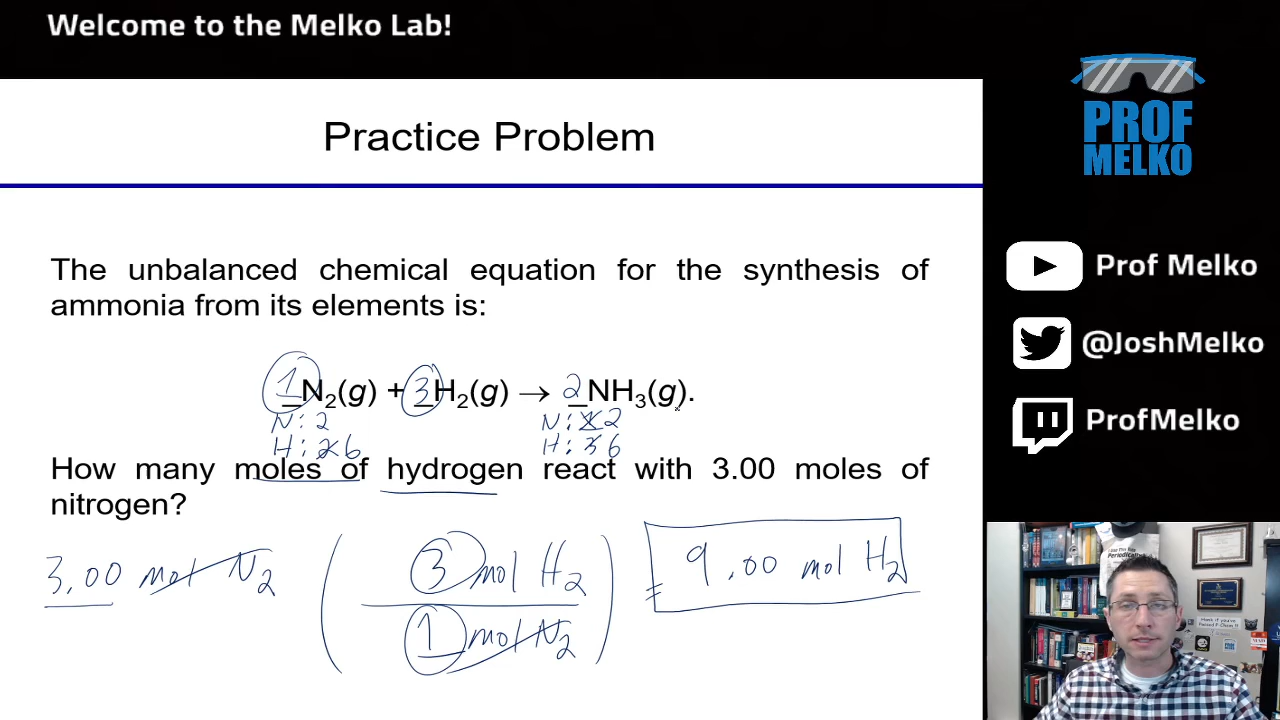 Welcome to the Melko Lab!
PROF
MELKO
Practice Problem
The unbalanced chemical equation for the synthesis of
ammonia from its elements is:
1 N₂(g) + 3 H₂(g) → 2 NH₃(g).
N: 2 N: 1 2
H: 2 6 H: 3 6
How many moles of hydrogen react with 3.00 moles of
nitrogen?
3.00 mol N₂ ( 3 mol H₂ / 1 mol N₂ ) = 9.00 mol H₂
Prof Melko
@JoshMelko
ProfMelko